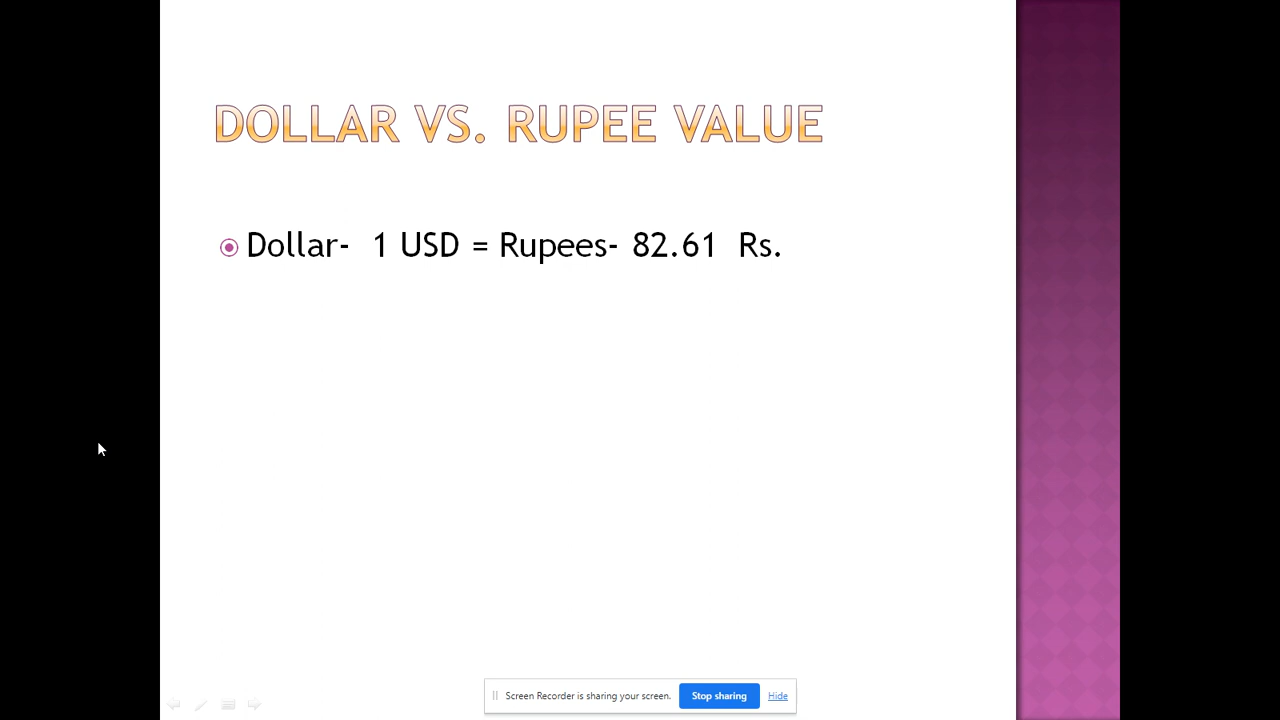 DOLLAR VS. RUPEE VALUE
Dollar-  1 USD = Rupees- 82.61  Rs.
Screen Recorder is sharing your screen. Stop sharing Hide